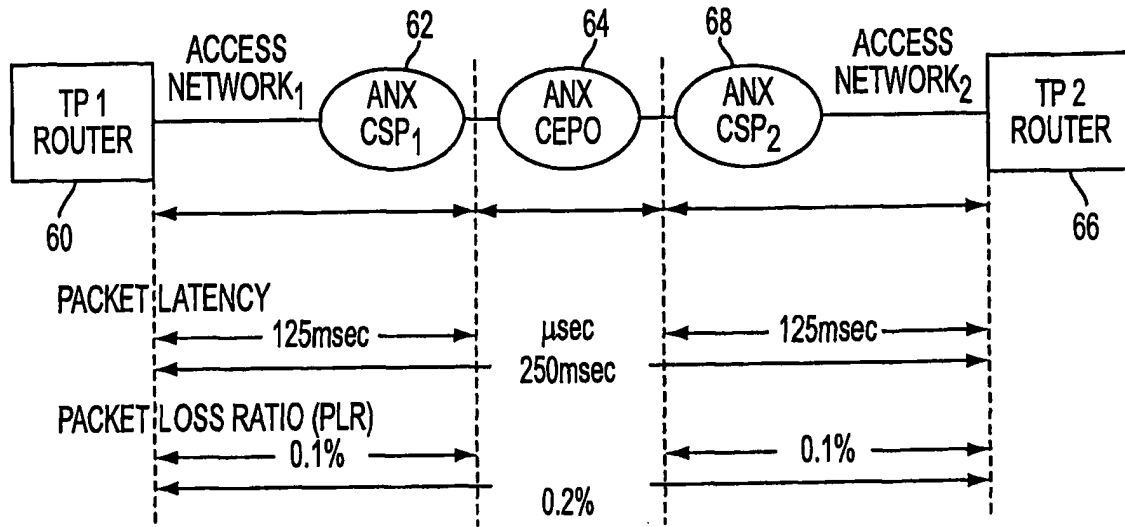 62
64
68
ACCESS
NETWORK1
ACCESS
NETWORK2
TP 1
ROUTER
ANX
CSP1
ANX
CEPO
ANX
CSP2
TP 2
ROUTER
60
66
PACKET LATENCY
125msec
μsec
125msec
250msec
PACKET LOSS RATIO (PLR)
0.1%
0.1%
0.2%